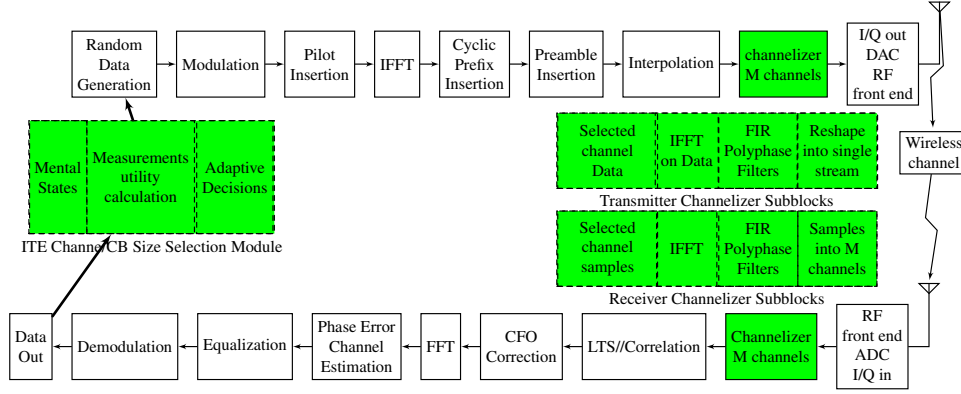 Random
Data
Generation
Modulation
Pilot
Insertion
IFFT
Cyclic
Prefix
Insertion
Preamble
Insertion
Interpolation
channelizer
M channels
I/Q out
DAC
RF
front end
Mental
States
Measurements
utility
calculation
Adaptive
Decisions
ITE Channel/CB Size Selection Module
Selected
channel
Data
IFFT
on Data
FIR
Polyphase
Filters
Reshape
into single
stream
Transmitter Channelizer Subblocks
Wireless
channel
Selected
channel
samples
IFFT
FIR
Polyphase
Filters
Samples
into M
channels
Receiver Channelizer Subblocks
Data
Out
Demodulation
Equalization
Phase Error
Channel
Estimation
FFT
CFO
Correction
LTS//Correlation
Channelizer
M channels
RF
front end
ADC
I/Q in